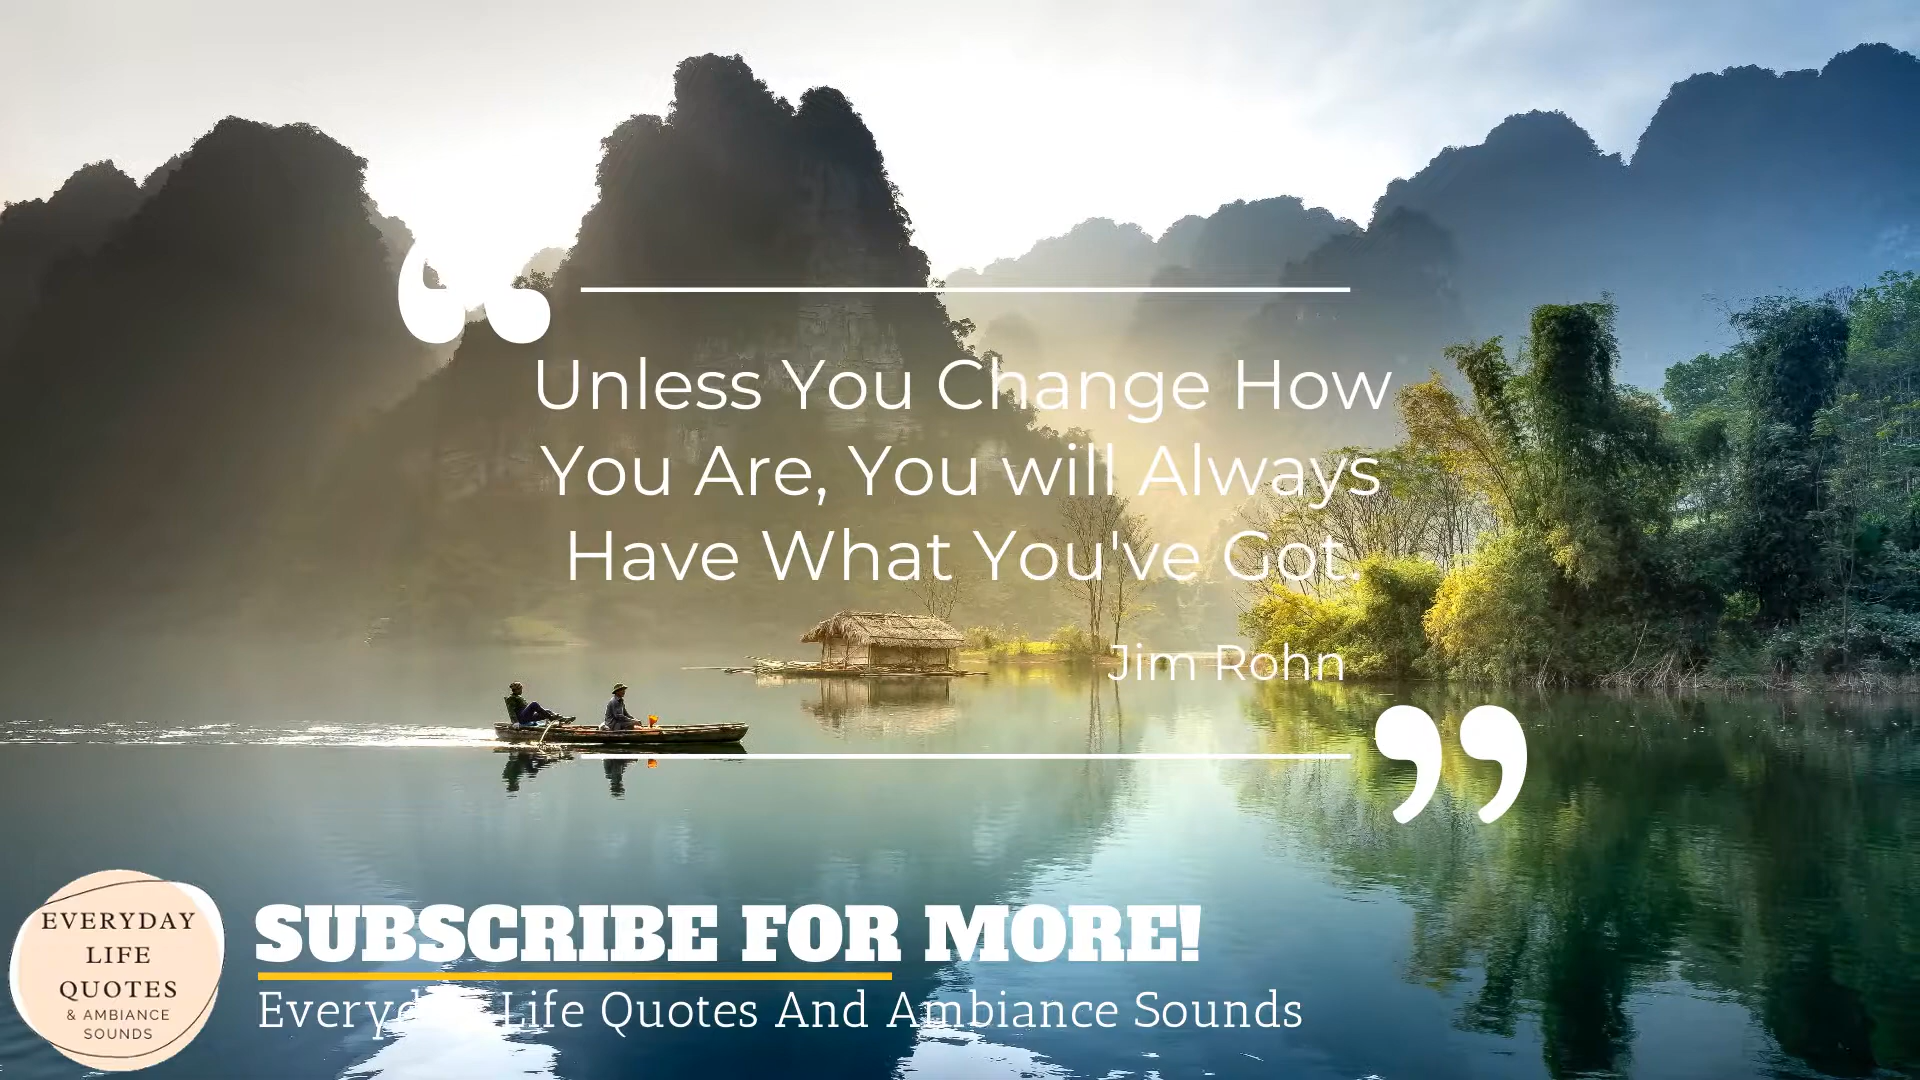 “
Unless You Change How
You Are, You will Always
Have What You've Got.
Jim Rohn
”
EVERYDAY
LIFE
QUOTES
& AMBIANCE
SOUNDS
SUBSCRIBE FOR MORE!
Everyday Life Quotes And Ambiance Sounds